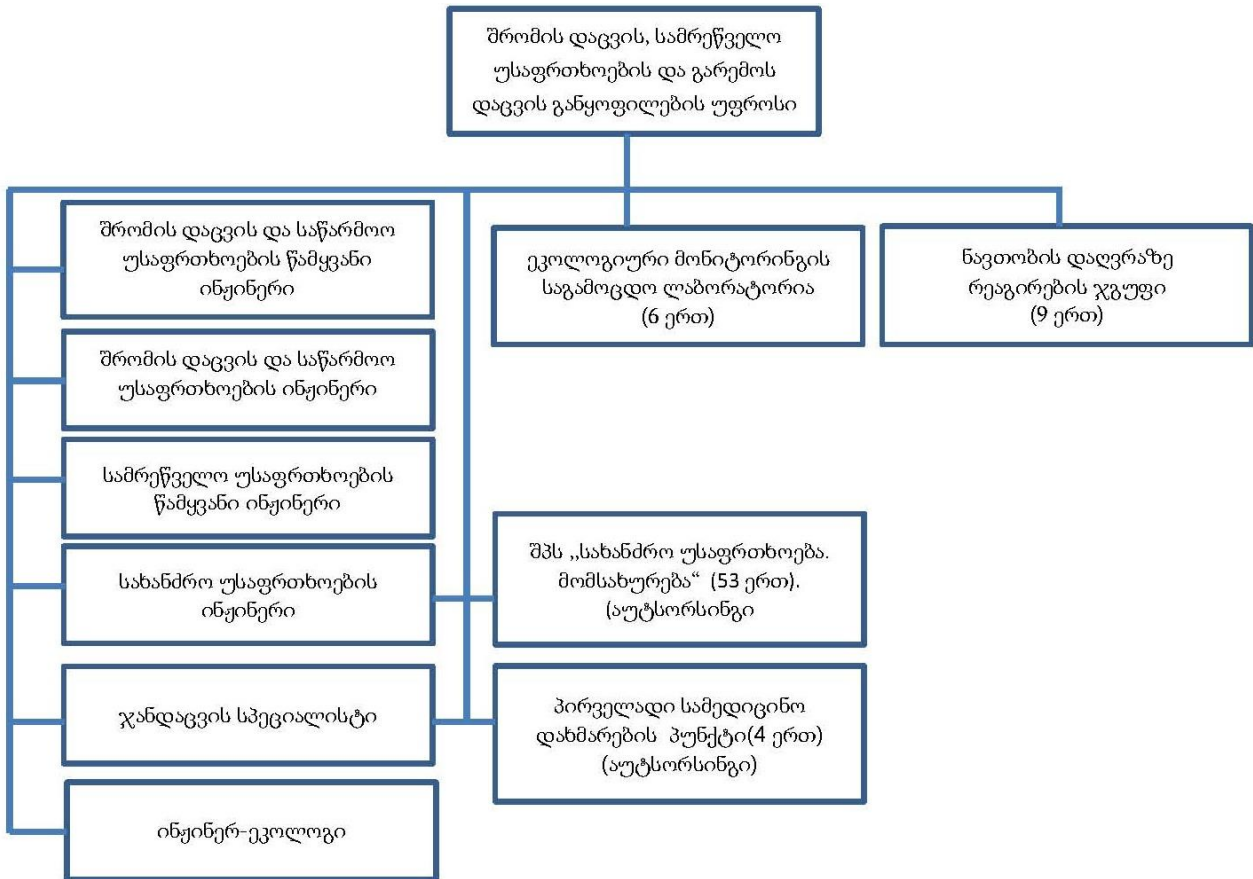 შრომის დაცვის, სამრეწველო
უსაფრთხოების და გარემოს
დაცვის განყოფილების უფროსი
შრომის დაცვის და საწარმოო
უსაფრთხოების წამყვანი
ინჟინერი
ეკოლოგიური მონიტორინგის
საგამოცდო ლაბორატორია
(6 ერთ)
ნავთობის დაღვრაზე
რეაგირების ჯგუფი
(9 ერთ)
შრომის დაცვის და საწარმოო
უსაფრთხოების ინჟინერი
სამრეწველო უსაფრთხოების
წამყვანი ინჟინერი
სახანძრო უსაფრთხოების
ინჟინერი
შპს ,,სახანძრო უსაფრთხოება.
მომსახურება“ (53 ერთ).
(აუტსორსინგი
ჯანდაცვის სპეციალისტი
პირველადი სამედიცინო
დახმარების პუნქტი(4 ერთ)
(აუტსორსინგი)
ინჟინერ-ეკოლოგი